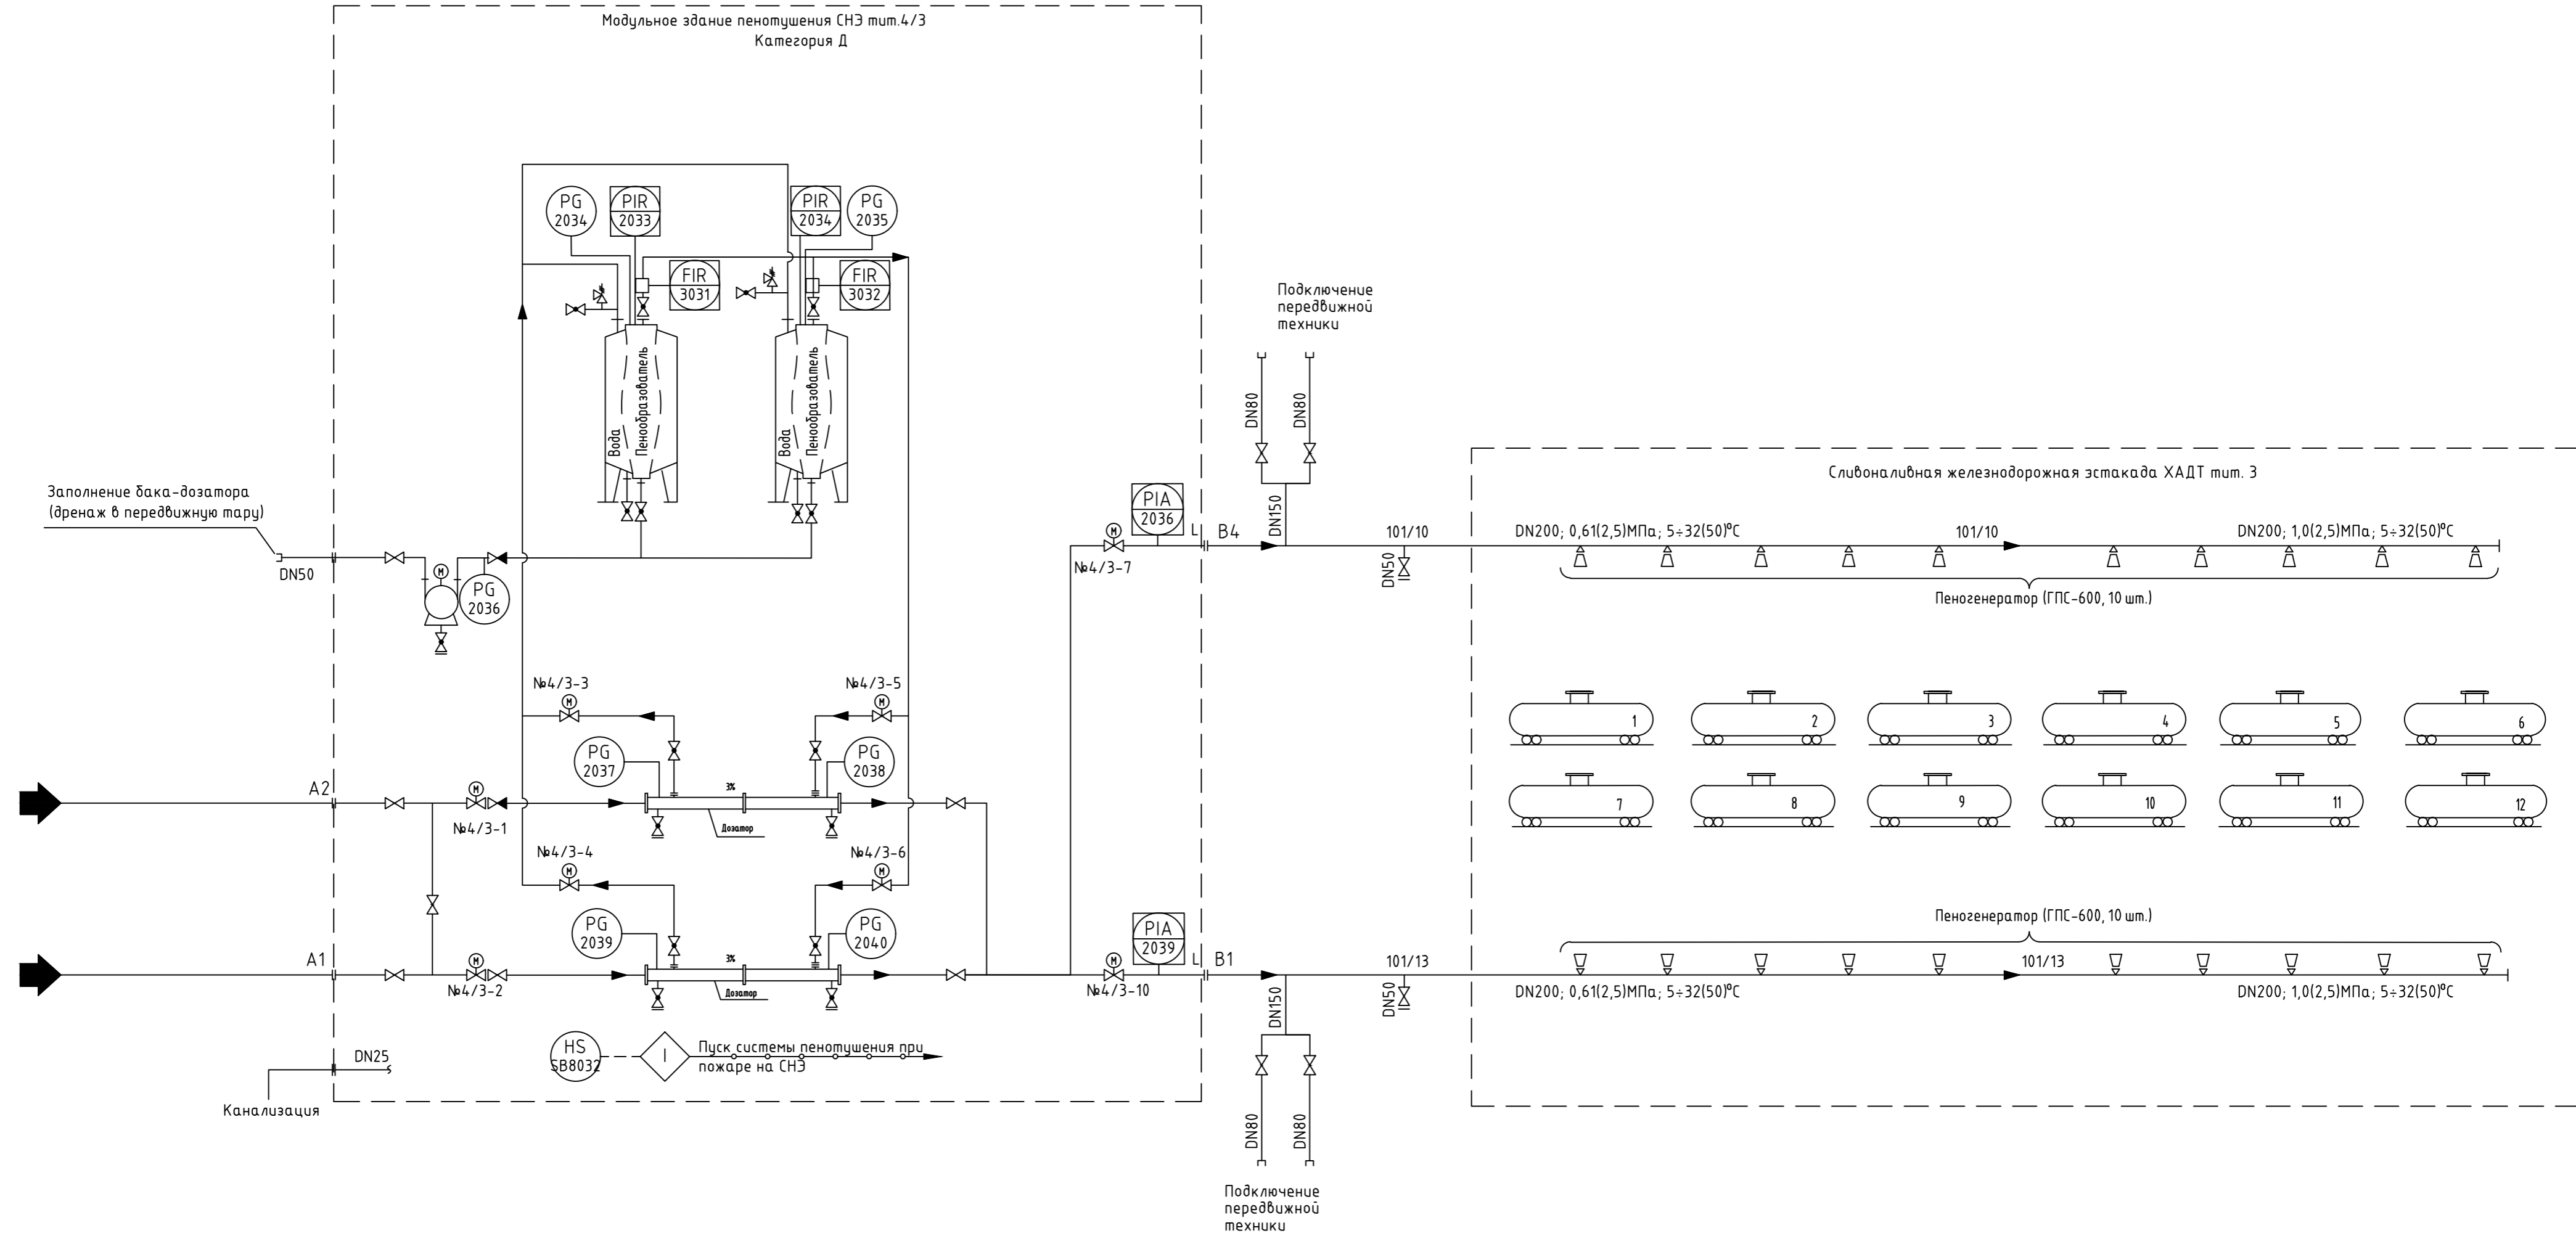 Модульное здание пенотушения СНЭ тит.4/3
Категория Д
PG
2034
PIR
2033
PIR
2034
PG
2035
FIR
3031
FIR
3032
Вода
Пенообразователь
Вода
Пенообразователь
Подключение
передвижной
техники
DN80
DN80
DN150
Заполнение бака-дозатора
(дренаж в передвижную тару)
DN50
M
PG
2036
M
№4/3-7
PIA
2036
L
B4
101/10
DN50
Сливоналивная железнодорожная эстакада ХАДТ тит. 3
DN200; 0,61(2,5)МПа; 5÷32(50)⁰С
101/10
DN200; 1,0(2,5)МПа; 5÷32(50)⁰С
Пеногенератор (ГПС-600, 10 шт.)
№4/3-3
M
№4/3-5
M
PG
2037
PG
2038
1
2
3
4
5
6
7
8
9
10
11
12
A2
M
№4/3-1
3%
Дозатор
№4/3-4
M
№4/3-6
M
PG
2039
PG
2040
A1
M
№4/3-2
3%
Дозатор
M
№4/3-10
PIA
2039
L
B1
101/13
DN50
Пеногенератор (ГПС-600, 10 шт.)
101/13
DN200; 0,61(2,5)МПа; 5÷32(50)⁰С
DN200; 1,0(2,5)МПа; 5÷32(50)⁰С
DN150
DN80
DN80
Подключение
передвижной
техники
DN25
Канализация
HS
SB8032
I
Пуск системы пенотушения при
пожаре на СНЭ